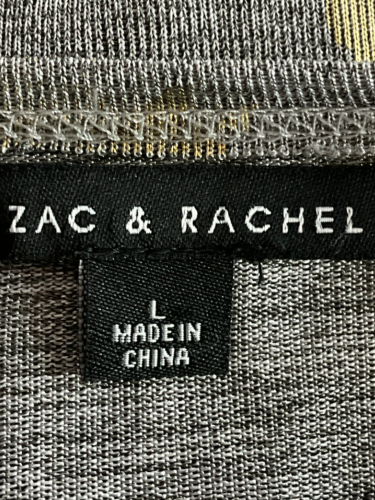 ZAC & RACHEL
L
MADE IN
CHINA